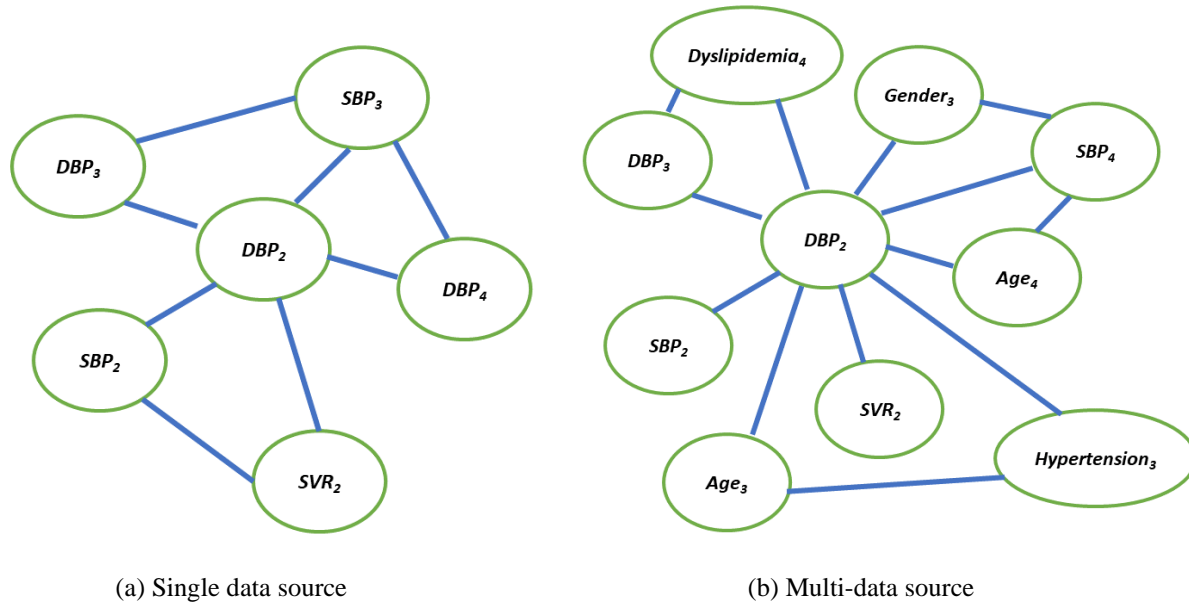 SBP₃
DBP₃
DBP₂
DBP₄
SBP₂
SVR₂
(a) Single data source
Dyslipidemia₄
Gender₃
DBP₃
SBP₄
DBP₂
Age₄
SBP₂
SVR₂
Age₃
Hypertension₃
(b) Multi-data source